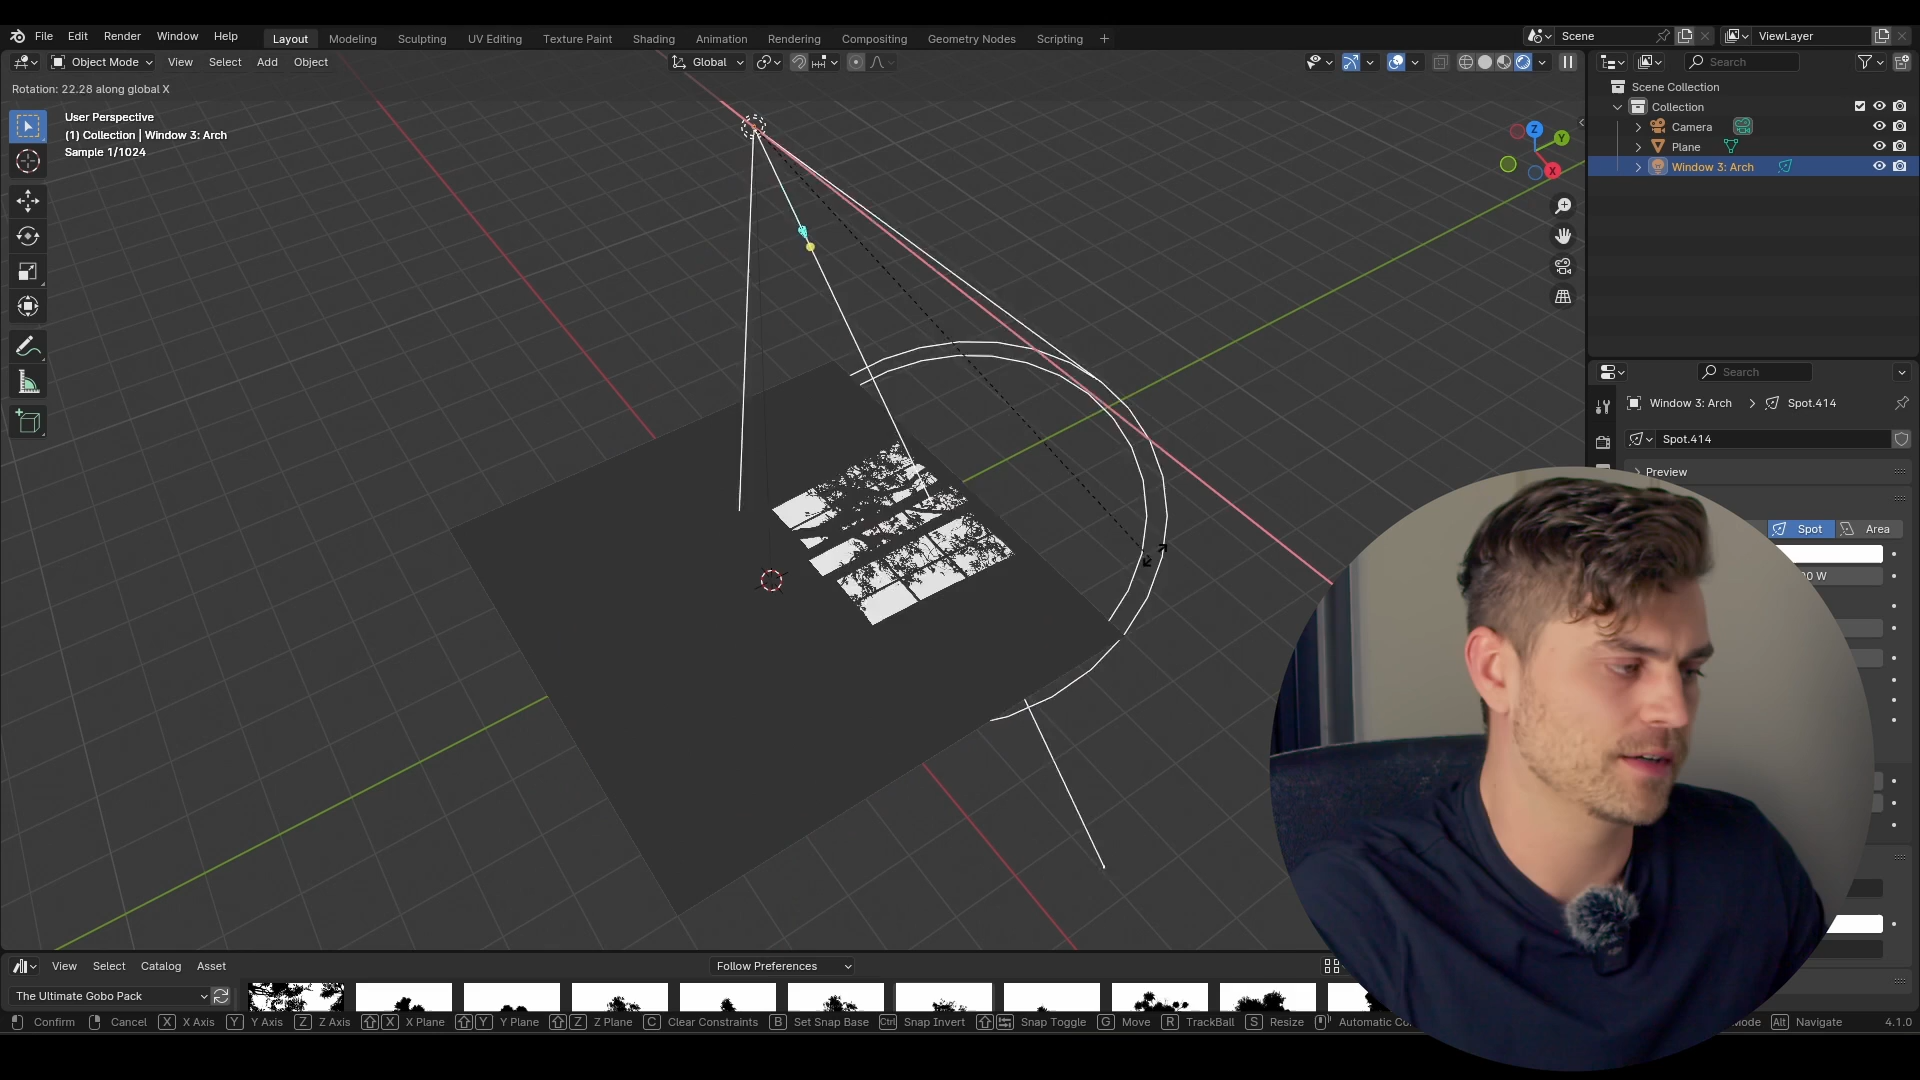 File Edit Render Window Help Layout Modeling Sculpting UV Editing Texture Paint Shading Animation Rendering Compositing Geometry Nodes Scripting + Scene ViewLayer
Object Mode View Select Add Object Global Search
Rotation: 22.28 along global X
Scene Collection
Collection
User Perspective
(1) Collection | Window 3: Arch
Sample 1/1024
Camera
Plane
Window 3: Arch
Z
Y
X
Search
Window 3: Arch > Spot.414
Spot.414
Preview
Spot Area
0 W
View Select Catalog Asset Follow Preferences
The Ultimate Gobo Pack
Confirm Cancel X X Axis Y Y Axis Z Z Axis X X Plane Y Y Plane Z Z Plane C Clear Constraints B Set Snap Base Ctrl Snap Invert Snap Toggle G Move R TrackBall S Resize Automatic Co Mode Alt Navigate 4.1.0